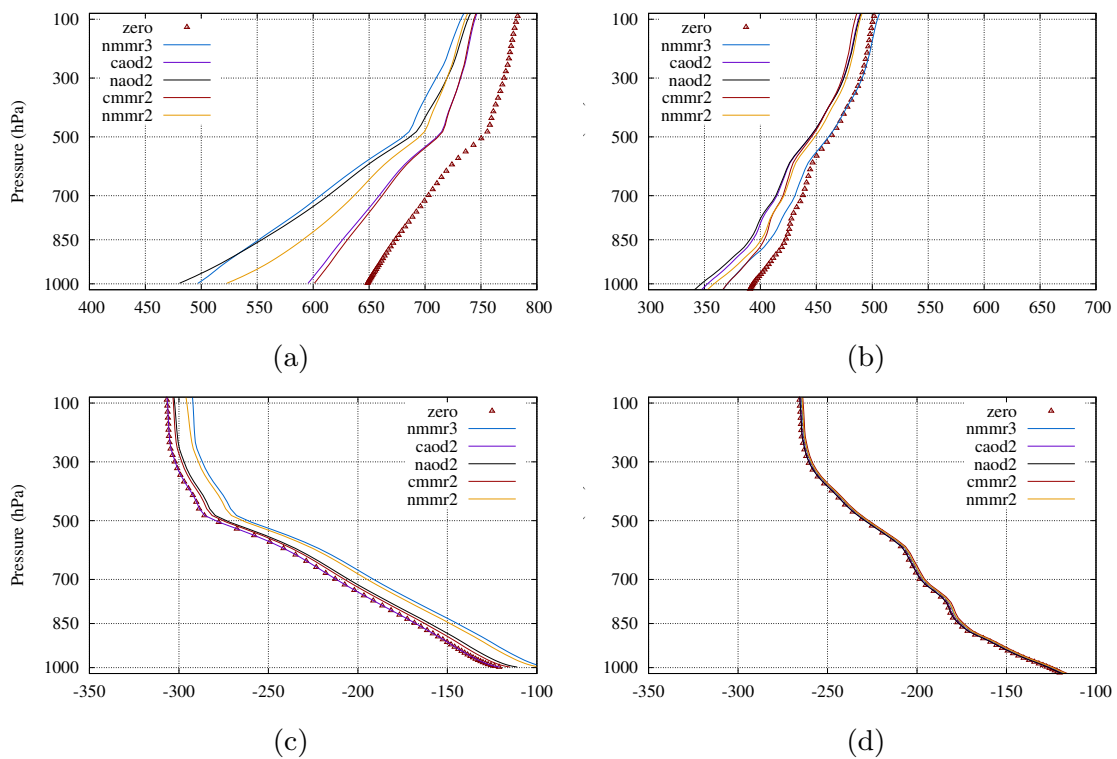 zero
nmmr3
caod2
naod2
cmmr2
nmmr2
Pressure (hPa)
100
300
500
700
850
1000
400 450 500 550 600 650 700 750 800
(a)
zero
nmmr3
caod2
naod2
cmmr2
nmmr2
100
300
500
700
850
1000
300 350 400 450 500 550 600 650 700
(b)
zero
nmmr3
caod2
naod2
cmmr2
nmmr2
Pressure (hPa)
100
300
500
700
850
1000
-350 -300 -250 -200 -150 -100
(c)
zero
nmmr3
caod2
naod2
cmmr2
nmmr2
100
300
500
700
850
1000
-350 -300 -250 -200 -150 -100
(d)